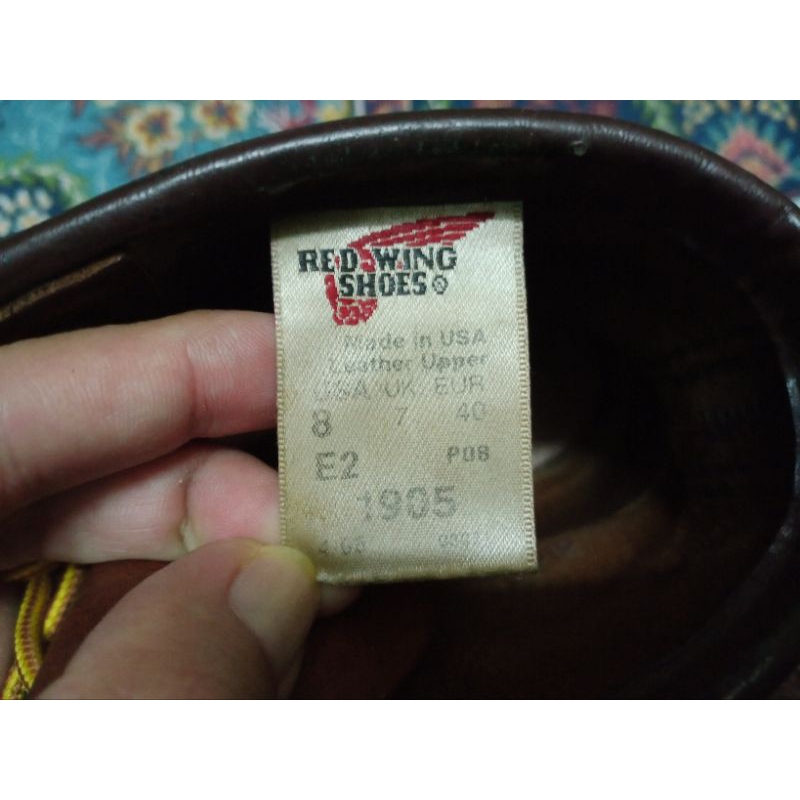 RED WING
SHOES
Made in USA
Leather Upper
USA UK EUR
8 7 40
E2 P08
1905